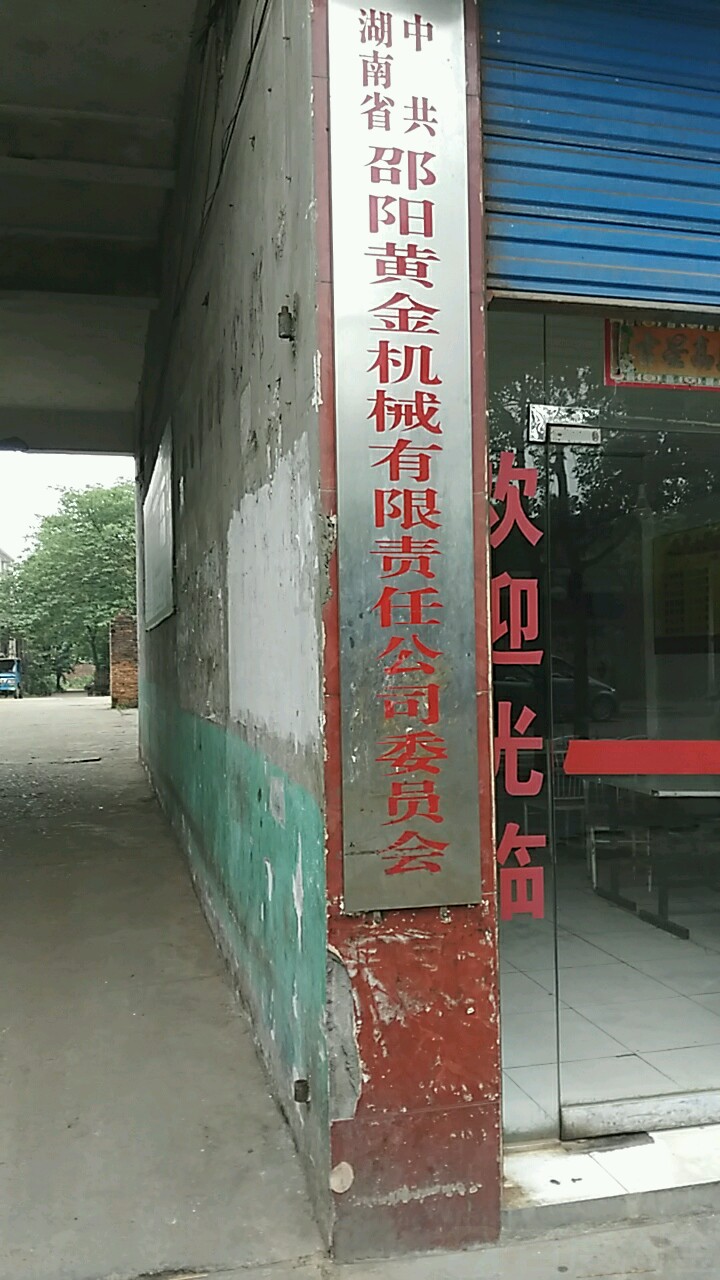 中共
湖南省
邵阳黄金机械有限责任公司委员会
欢迎光临